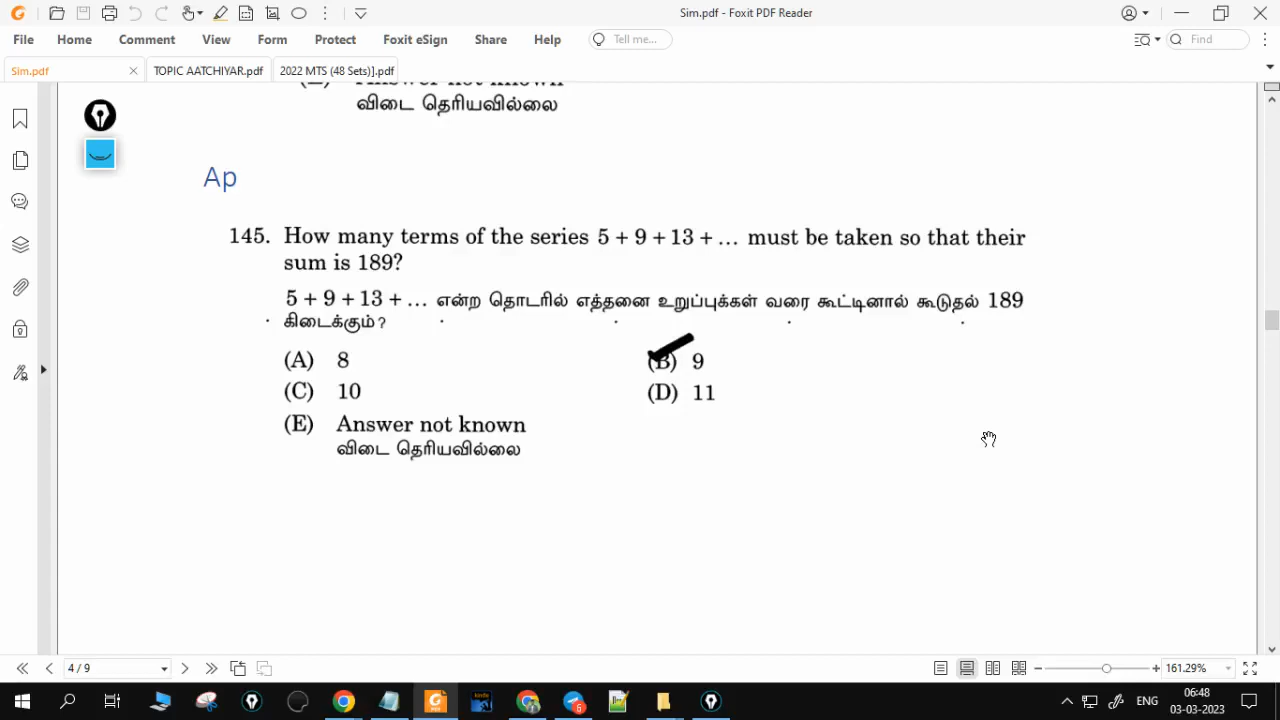 Sim.pdf - Foxit PDF Reader
File Home Comment View Form Protect Foxit eSign Share Help Tell me... Find
Sim.pdf TOPIC AATCHIYAR.pdf 2022 MTS (48 Sets)].pdf
(E) Answer not known
விடை தெரியவில்லை
Ap
145. How many terms of the series 5 + 9 + 13 + ... must be taken so that their
sum is 189?
5 + 9 + 13 + ... என்ற தொடரில் எத்தனை உறுப்புக்கள் வரை கூட்டினால் கூடுதல் 189
கிடைக்கும்?
(A) 8 (B) 9
(C) 10 (D) 11
(E) Answer not known
விடை தெரியவில்லை
4 / 9 161.29%
ENG 06:48
03-03-2023